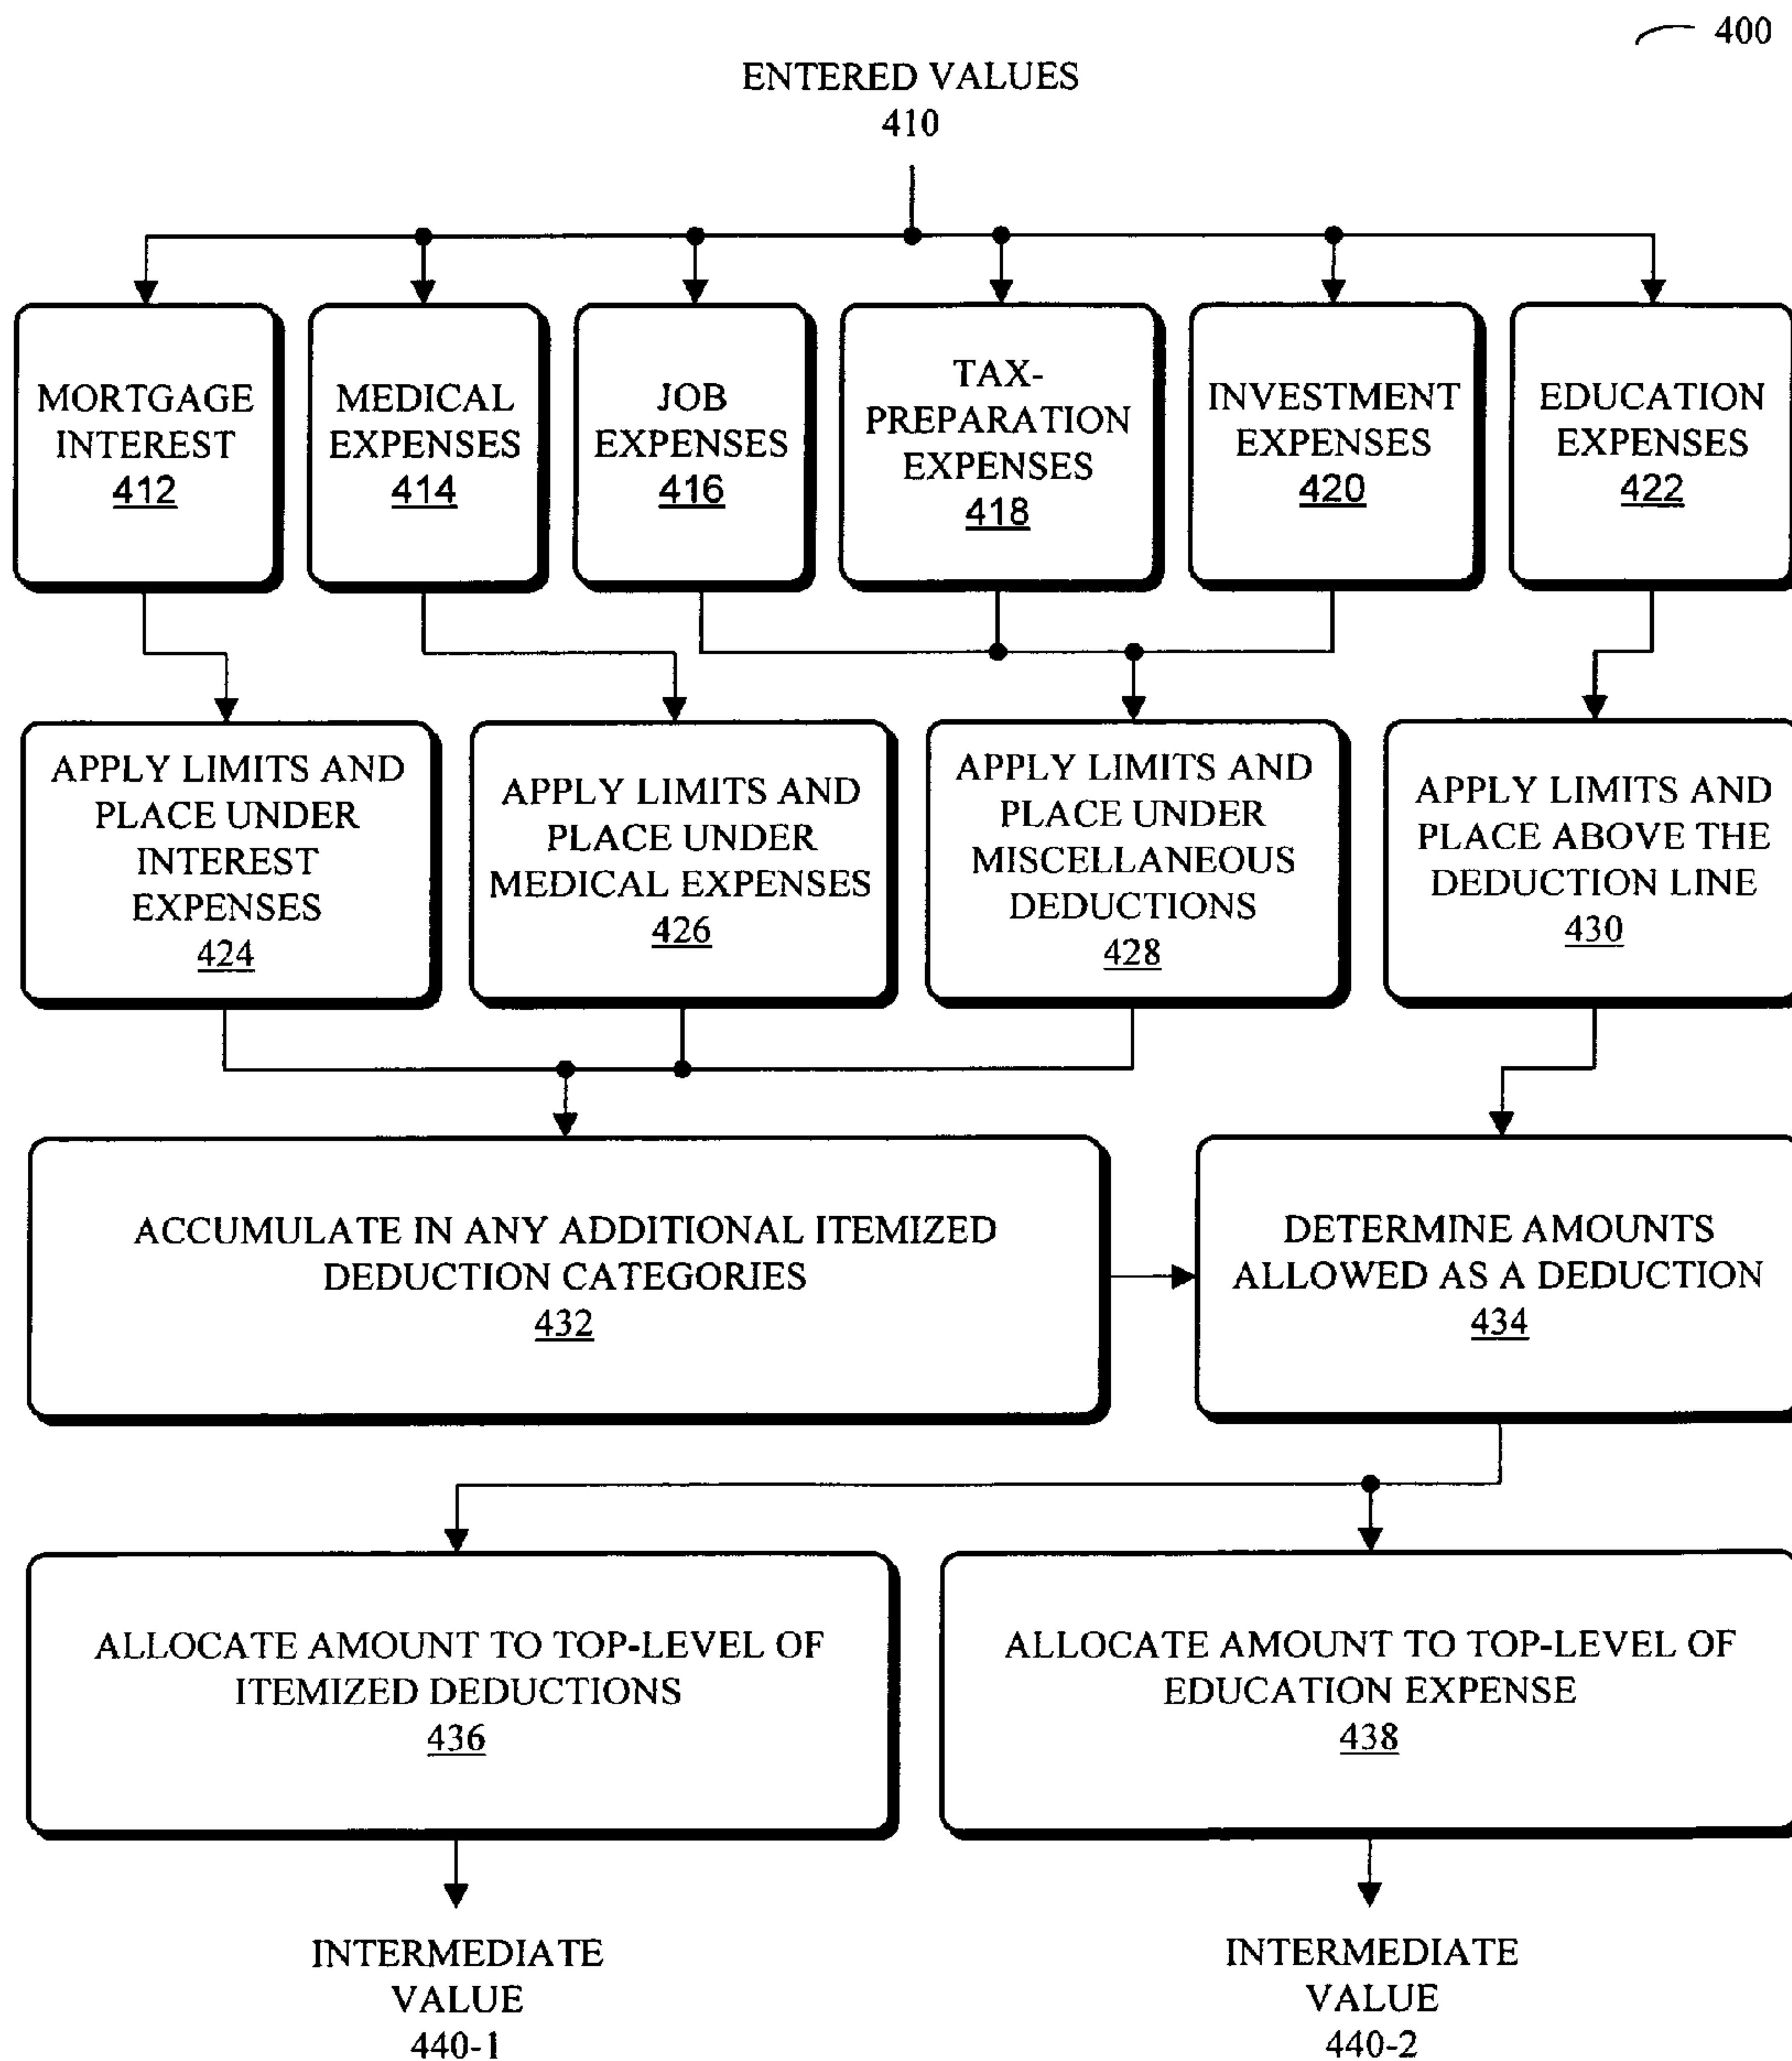 400
ENTERED VALUES
410
MORTGAGE
INTEREST
412
MEDICAL
EXPENSES
414
JOB
EXPENSES
416
TAX-
PREPARATION
EXPENSES
418
INVESTMENT
EXPENSES
420
EDUCATION
EXPENSES
422
APPLY LIMITS AND
PLACE UNDER
INTEREST
EXPENSES
424
APPLY LIMITS AND
PLACE UNDER
MEDICAL EXPENSES
426
APPLY LIMITS AND
PLACE UNDER
MISCELLANEOUS
DEDUCTIONS
428
APPLY LIMITS AND
PLACE ABOVE THE
DEDUCTION LINE
430
ACCUMULATE IN ANY ADDITIONAL ITEMIZED
DEDUCTION CATEGORIES
432
DETERMINE AMOUNTS
ALLOWED AS A DEDUCTION
434
ALLOCATE AMOUNT TO TOP-LEVEL OF
ITEMIZED DEDUCTIONS
436
ALLOCATE AMOUNT TO TOP-LEVEL OF
EDUCATION EXPENSE
438
INTERMEDIATE
VALUE
440-1
INTERMEDIATE
VALUE
440-2